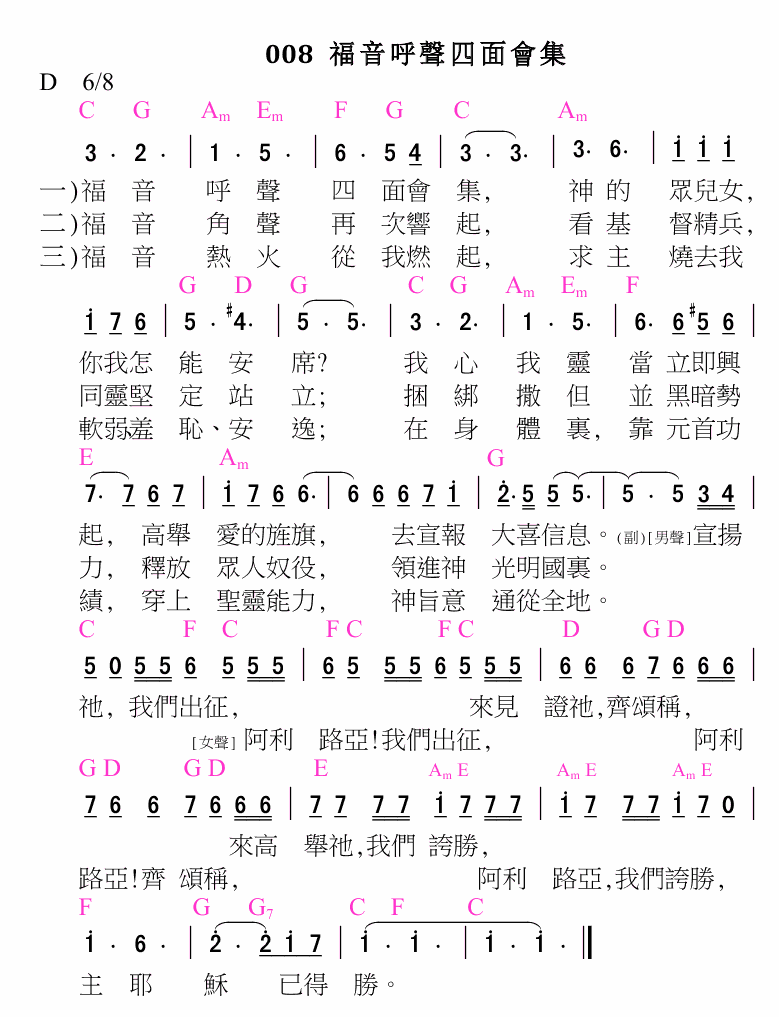 008 福音呼聲四面會集
D 6/8
C G Am Em F G C Am
3 · 2 · | 1 · 5 · | 6 · 5 4 | 3 · 3· | 3· 6· | i i i
一)福 音 呼 聲 四 面會 集, 神 的 眾兒女,
二)福 音 角 聲 再 次響 起, 看 基 督精兵,
三)福 音 熱 火 從 我燃 起, 求 主 燒去我
G D G C G Am Em F
i 7 6 | 5 · #4· | 5 · 5· | 3 · 2· | 1 · 5· | 6· 6 #5 6 |
你我怎 能 安 席? 我 心 我 靈 當 立即興
同靈堅 定 站 立; 捆 綁 撒 但 並 黑暗勢
軟弱羞 恥、安 逸; 在 身 體 裏, 靠 元首功
E Am G
7· 7 6 7 | i 7 6 6· | 6 6 6 7 i | 2· 5 5 5· | 5 · 5 3 4 |
起, 高舉 愛的旌旗, 去宣報 大喜信息。(副)[男聲]宣揚
力, 釋放 眾人奴役, 領進神 光明國裏。
績, 穿上 聖靈能力, 神旨意 通從全地。
C F C F C F C D G D
5 0 5 5 6 5 5 5 | 6 5 5 5 6 5 5 5 | 6 6 6 7 6 6 6 |
祂, 我們出征, 來見 證祂,齊頌稱,
[女聲] 阿利 路亞!我們出征, 阿利
G D G D E Am E Am E Am E
7 6 6 7 6 6 6 | 7 7 7 7 i 7 7 7 | i 7 7 7 i 7 0 |
來高 舉祂,我們 誇勝,
路亞!齊 頌稱, 阿利 路亞,我們誇勝,
F G G7 C F C
i · 6 · | 2 · 2 i 7 | i · i · | i · i · ‖
主 耶 穌 已得 勝。